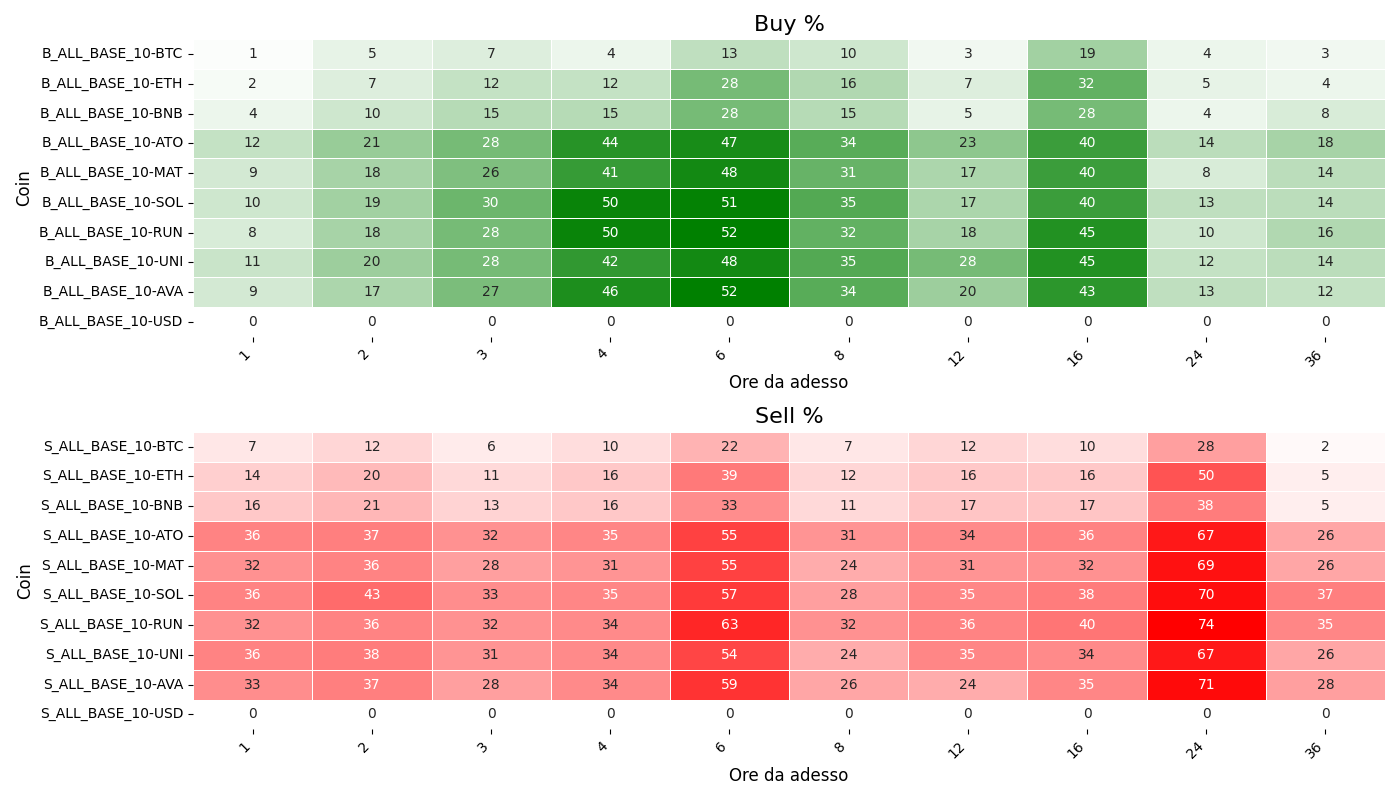 Buy %
Coin
B_ALL_BASE_10-BTC 1 5 7 4 13 10 3 19 4 3
B_ALL_BASE_10-ETH 2 7 12 12 28 16 7 32 5 4
B_ALL_BASE_10-BNB 4 10 15 15 28 15 5 28 4 8
B_ALL_BASE_10-ATO 12 21 28 44 47 34 23 40 14 18
B_ALL_BASE_10-MAT 9 18 26 41 48 31 17 40 8 14
B_ALL_BASE_10-SOL 10 19 30 50 51 35 17 40 13 14
B_ALL_BASE_10-RUN 8 18 28 50 52 32 18 45 10 16
B_ALL_BASE_10-UNI 11 20 28 42 48 35 28 45 12 14
B_ALL_BASE_10-AVA 9 17 27 46 52 34 20 43 13 12
B_ALL_BASE_10-USD 0 0 0 0 0 0 0 0 0 0
1 2 3 4 6 8 12 16 24 36
Ore da adesso
Sell %
Coin
S_ALL_BASE_10-BTC 7 12 6 10 22 7 12 10 28 2
S_ALL_BASE_10-ETH 14 20 11 16 39 12 16 16 50 5
S_ALL_BASE_10-BNB 16 21 13 16 33 11 17 17 38 5
S_ALL_BASE_10-ATO 36 37 32 35 55 31 34 36 67 26
S_ALL_BASE_10-MAT 32 36 28 31 55 24 31 32 69 26
S_ALL_BASE_10-SOL 36 43 33 35 57 28 35 38 70 37
S_ALL_BASE_10-RUN 32 36 32 34 63 32 36 40 74 35
S_ALL_BASE_10-UNI 36 38 31 34 54 24 35 34 67 26
S_ALL_BASE_10-AVA 33 37 28 34 59 26 24 35 71 28
S_ALL_BASE_10-USD 0 0 0 0 0 0 0 0 0 0
1 2 3 4 6 8 12 16 24 36
Ore da adesso